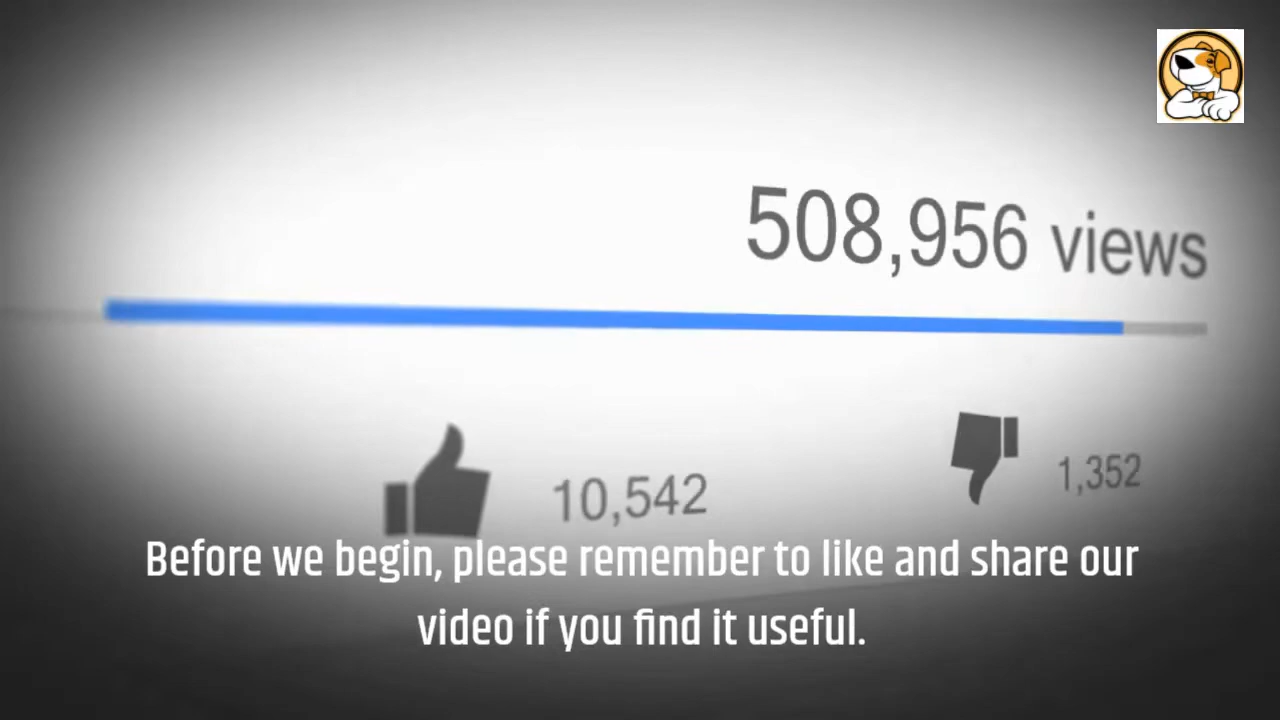 508,956 views
10,542
1,352
Before we begin, please remember to like and share our
video if you find it useful.